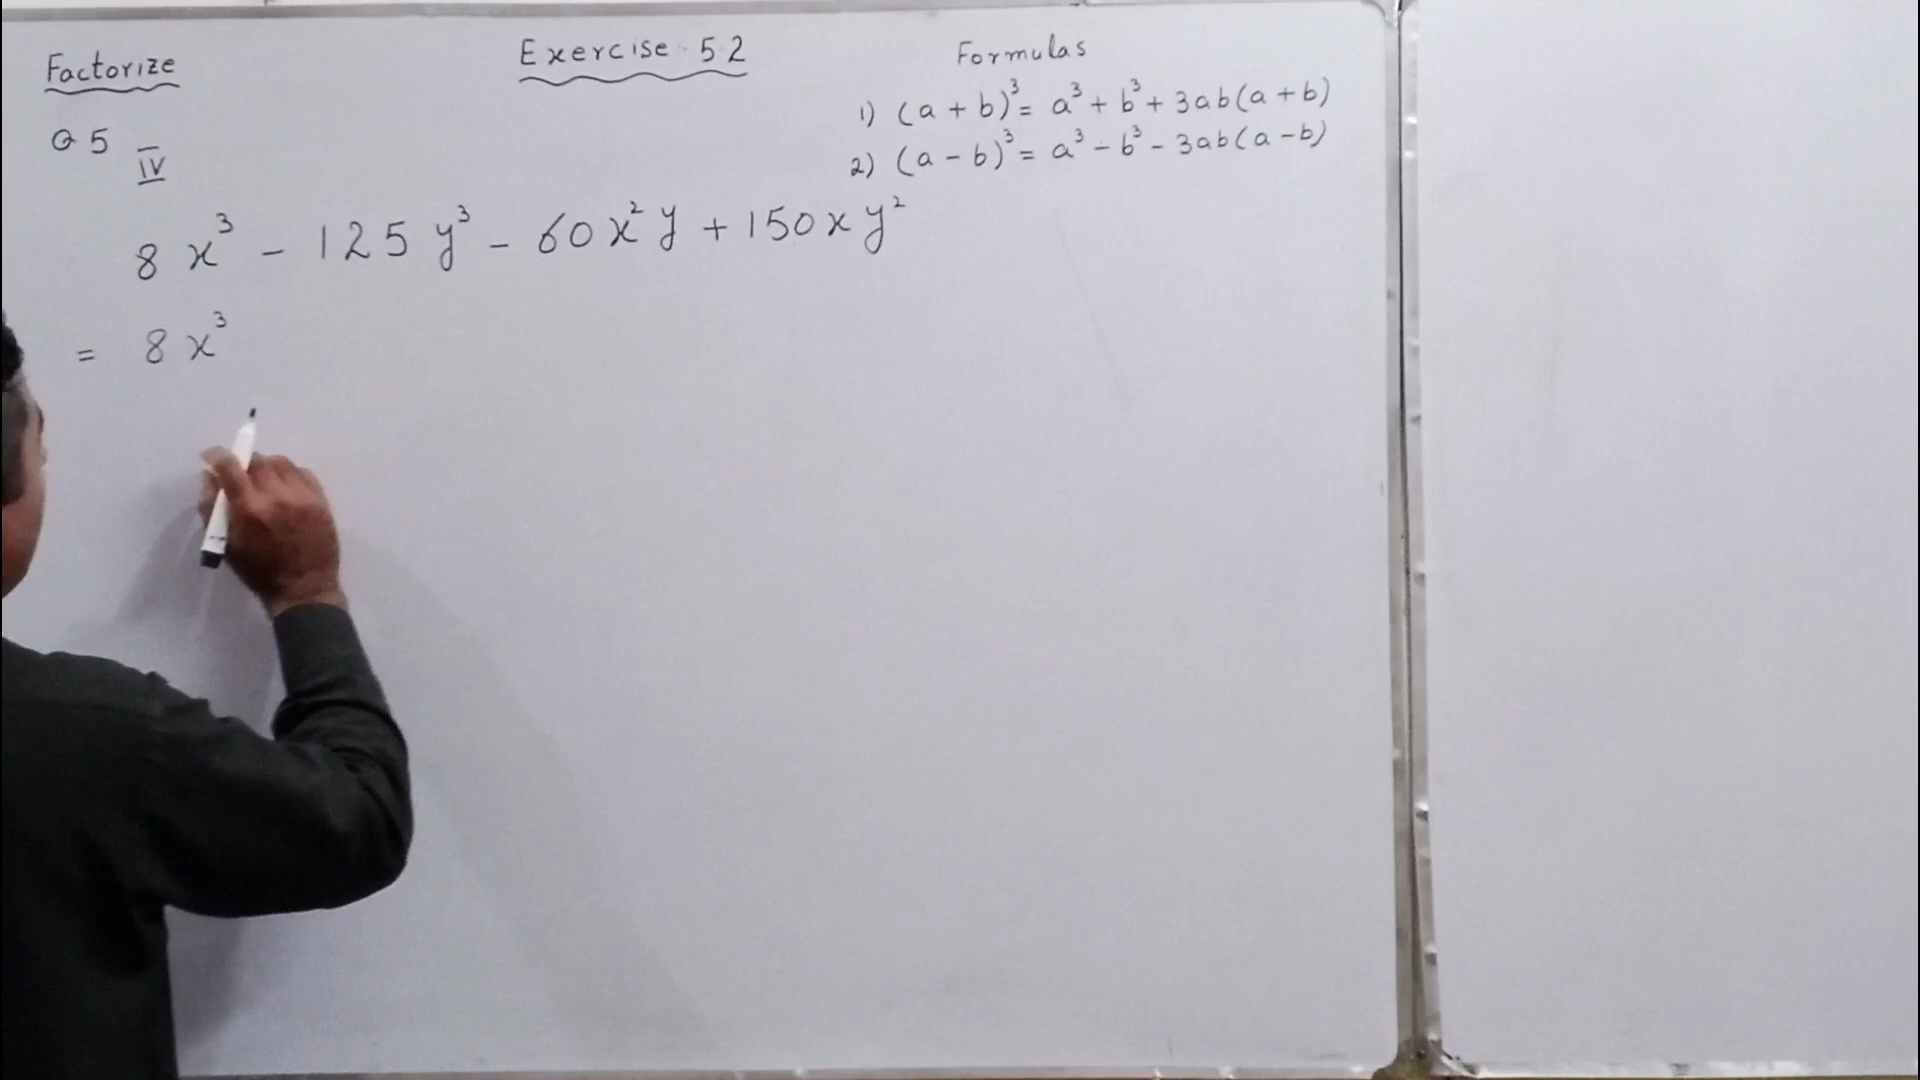 Factorize
Exercise 5.2
Formulas
1) (a + b)³ = a³ + b³ + 3ab(a + b)
2) (a - b)³ = a³ - b³ - 3ab(a - b)
Q 5
IV
8x³ - 125y³ - 60x²y + 150xy²
= 8x³